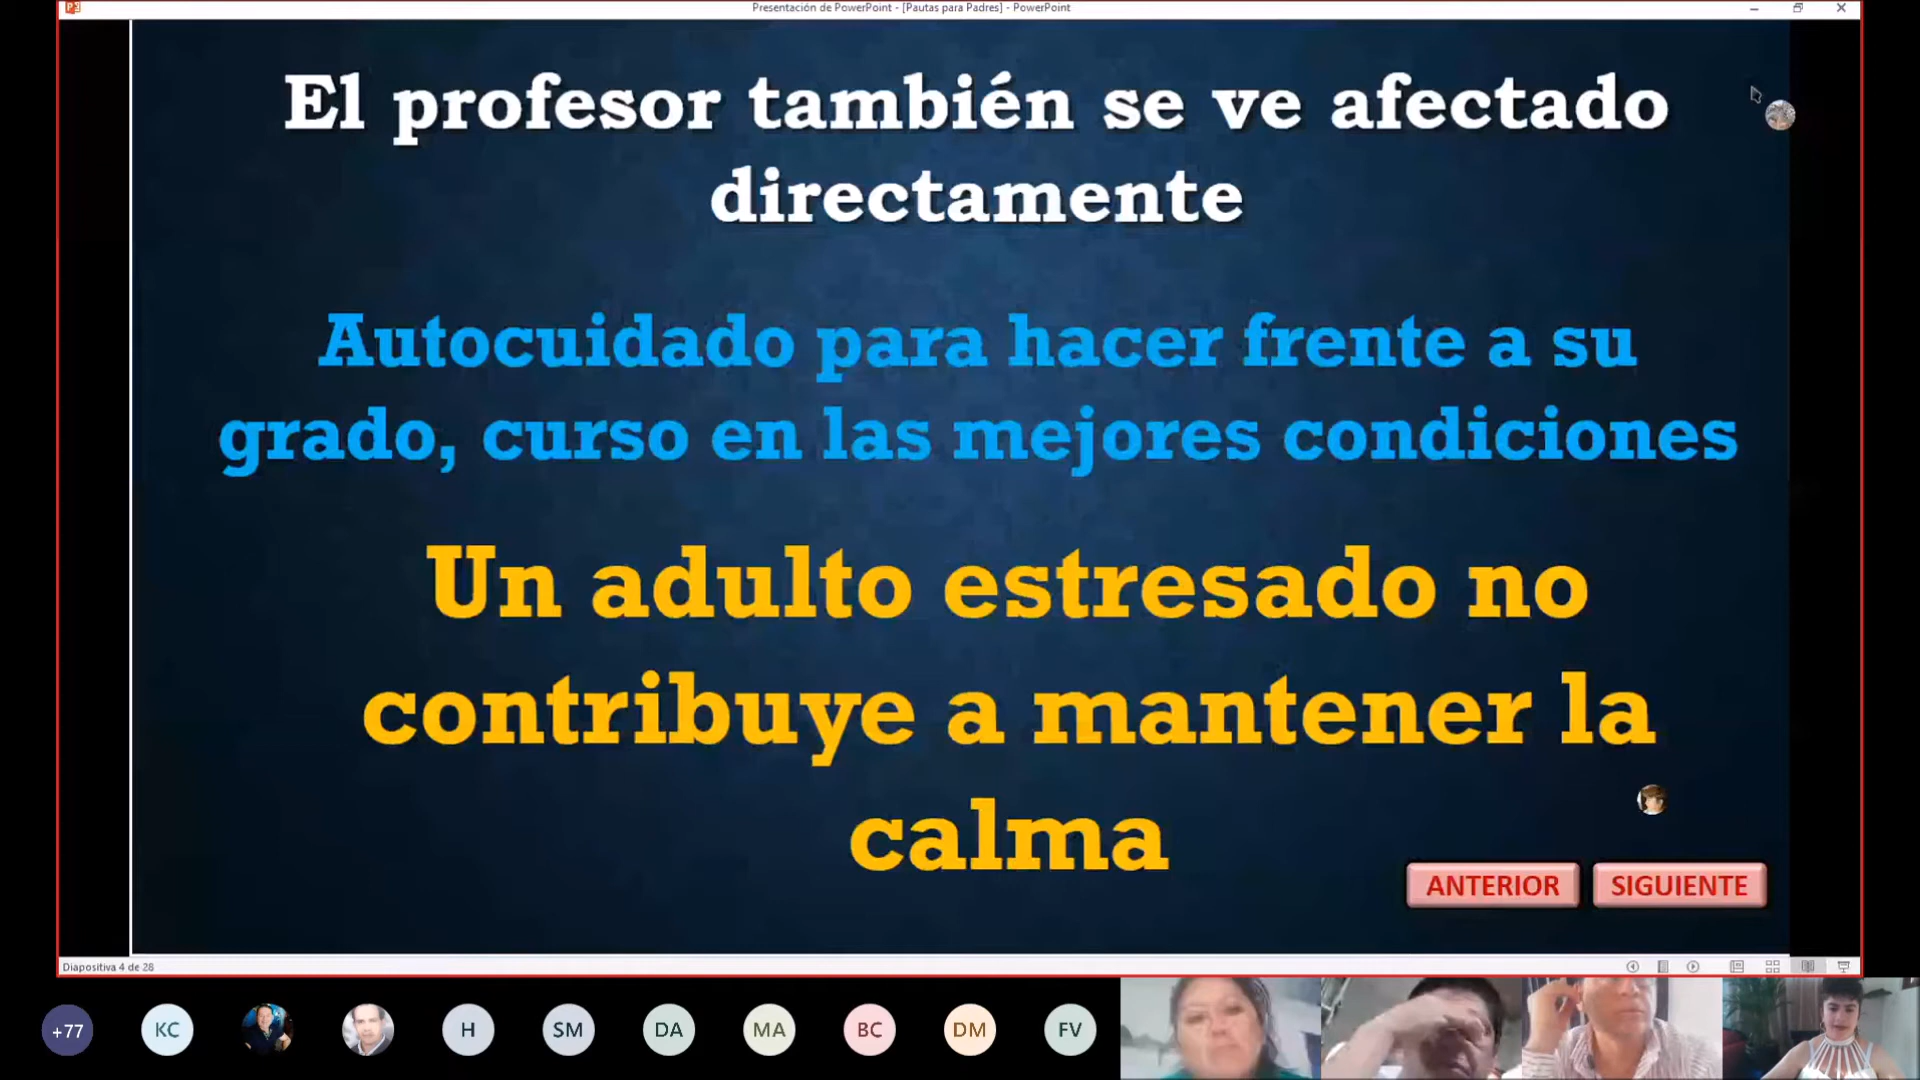 Presentación de PowerPoint - [Pautas para Padres] - PowerPoint
El profesor también se ve afectado
directamente
Autocuidado para hacer frente a su
grado, curso en las mejores condiciones
Un adulto estresado no
contribuye a mantener la
calma
ANTERIOR SIGUIENTE
Diapositiva 4 de 28
+77 KC H SM DA MA BC DM FV